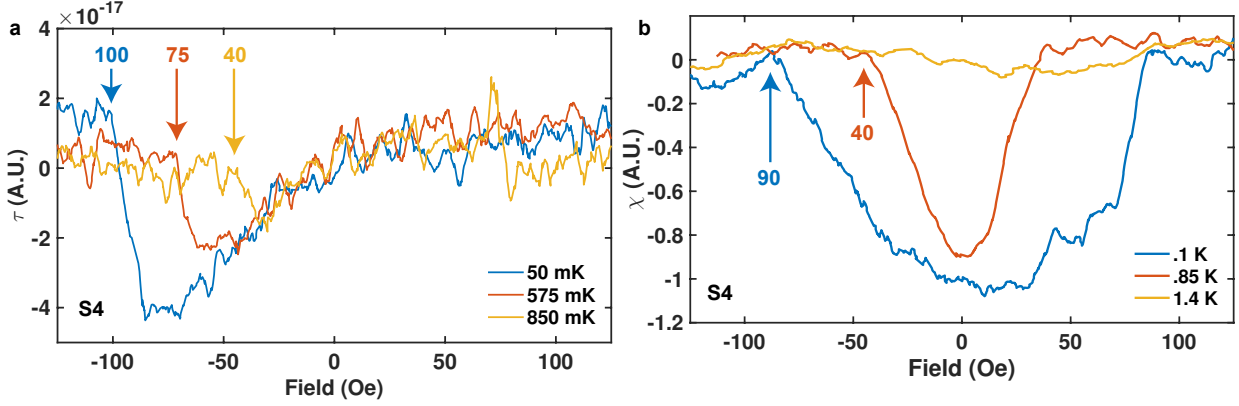 a
×10⁻¹⁷
4
2
0
-2
-4
τ (A.U.)
100
75
40
S4
50 mK
575 mK
850 mK
-100
-50
0
50
100
Field (Oe)
b
0
-0.2
-0.4
-0.6
-0.8
-1
-1.2
χ (A.U.)
90
40
S4
.1 K
.85 K
1.4 K
-100
-50
0
50
100
Field (Oe)